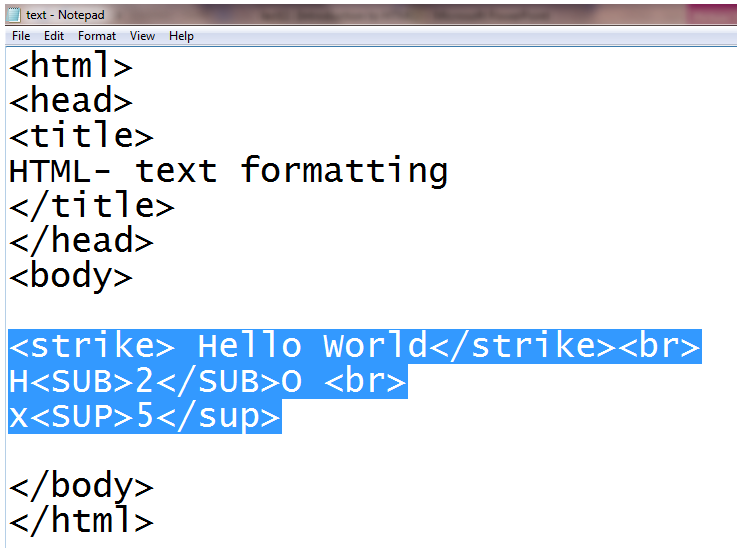 text - Notepad
File Edit Format View Help
<html>
<head>
<title>
HTML- text formatting
</title>
</head>
<body>
<strike> Hello World</strike><br>
H<SUB>2</SUB>O <br>
x<SUP>5</sup>
</body>
</html>